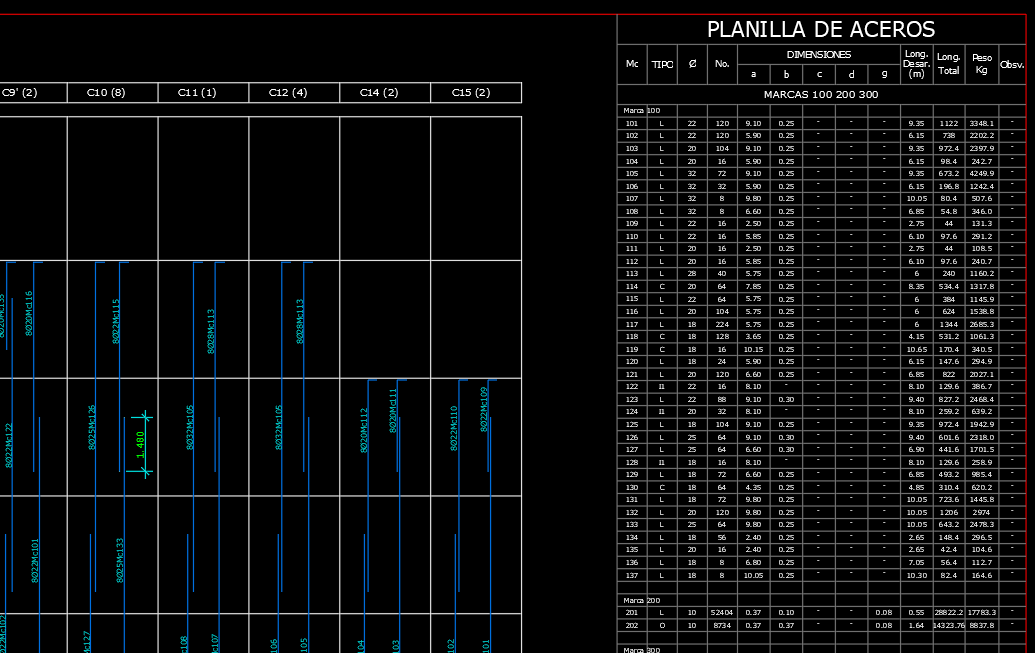 PLANILLA DE ACEROS
Mc TIPO Ø No. DIMENSIONES a b c d g Long. Desar. (m) Long. Total Peso Kg Obsv.
MARCAS 100 200 300
Marca 100
101 L 22 120 9.10 0.25 - - - 9.35 1122 3348.1 -
102 L 22 120 5.90 0.25 - - - 6.15 738 2202.2 -
103 L 20 104 9.10 0.25 - - - 9.35 972.4 2397.9 -
104 L 20 16 5.90 0.25 - - - 6.15 98.4 242.7 -
105 L 32 72 9.10 0.25 - - - 9.35 673.2 4249.9 -
106 L 32 32 5.90 0.25 - - - 6.15 196.8 1242.4 -
107 L 32 8 9.80 0.25 - - - 10.05 80.4 507.6 -
108 L 32 8 6.60 0.25 - - - 6.85 54.8 346.0 -
109 L 22 16 2.50 0.25 - - - 2.75 44 131.3 -
110 L 22 16 5.85 0.25 - - - 6.10 97.6 291.2 -
111 L 20 16 2.50 0.25 - - - 2.75 44 108.5 -
112 L 20 16 5.85 0.25 - - - 6.10 97.6 240.7 -
113 L 28 40 5.75 0.25 - - - 6 240 1160.2 -
114 C 20 64 7.85 0.25 - - - 8.35 534.4 1317.8 -
115 L 22 64 5.75 0.25 - - - 6 384 1145.9 -
116 L 20 104 5.75 0.25 - - - 6 624 1538.8 -
117 L 18 224 5.75 0.25 - - - 6 1344 2685.3 -
118 C 18 128 3.65 0.25 - - - 4.15 531.2 1061.3 -
119 C 18 16 10.15 0.25 - - - 10.65 170.4 340.5 -
120 L 18 24 5.90 0.25 - - - 6.15 147.6 294.9 -
121 L 20 120 6.60 0.25 - - - 6.85 822 2027.1 -
122 I1 22 16 8.10 - - - - 8.10 129.6 386.7 -
123 L 22 88 9.10 0.30 - - - 9.40 827.2 2468.4 -
124 I1 20 32 8.10 - - - - 8.10 259.2 639.2 -
125 L 18 104 9.10 0.25 - - - 9.35 972.4 1942.9 -
126 L 25 64 9.10 0.30 - - - 9.40 601.6 2318.0 -
127 L 25 64 6.60 0.30 - - - 6.90 441.6 1701.5 -
128 I1 18 16 8.10 - - - - 8.10 129.6 258.9 -
129 L 18 72 6.60 0.25 - - - 6.85 493.2 985.4 -
130 C 18 64 4.35 0.25 - - - 4.85 310.4 620.2 -
131 L 18 72 9.80 0.25 - - - 10.05 723.6 1445.8 -
132 L 20 120 9.80 0.25 - - - 10.05 1206 2974 -
133 L 25 64 9.80 0.25 - - - 10.05 643.2 2478.3 -
134 L 18 56 2.40 0.25 - - - 2.65 148.4 296.5 -
135 L 20 16 2.40 0.25 - - - 2.65 42.4 104.6 -
136 L 18 8 6.80 0.25 - - - 7.05 56.4 112.7 -
137 L 18 8 10.05 0.25 - - - 10.30 82.4 164.6 -
Marca 200
201 L 10 52404 0.37 0.10 - - 0.08 0.55 28822.2 17783.3 -
202 O 10 8734 0.37 0.37 - - 0.08 1.64 14323.76 8837.8 -
Marca 300
C9' (2) C10 (8) C11 (1) C12 (4) C14 (2) C15 (2)
8Ø20Mc116
8Ø22Mc115
8Ø28Mc113
8Ø28Mc113
8Ø22Mc122
8Ø25Mc126
1.480
8Ø32Mc105
8Ø32Mc105
8Ø20Mc112
8Ø20Mc111
8Ø22Mc110
8Ø22Mc109
8Ø22Mc101
8Ø25Mc133